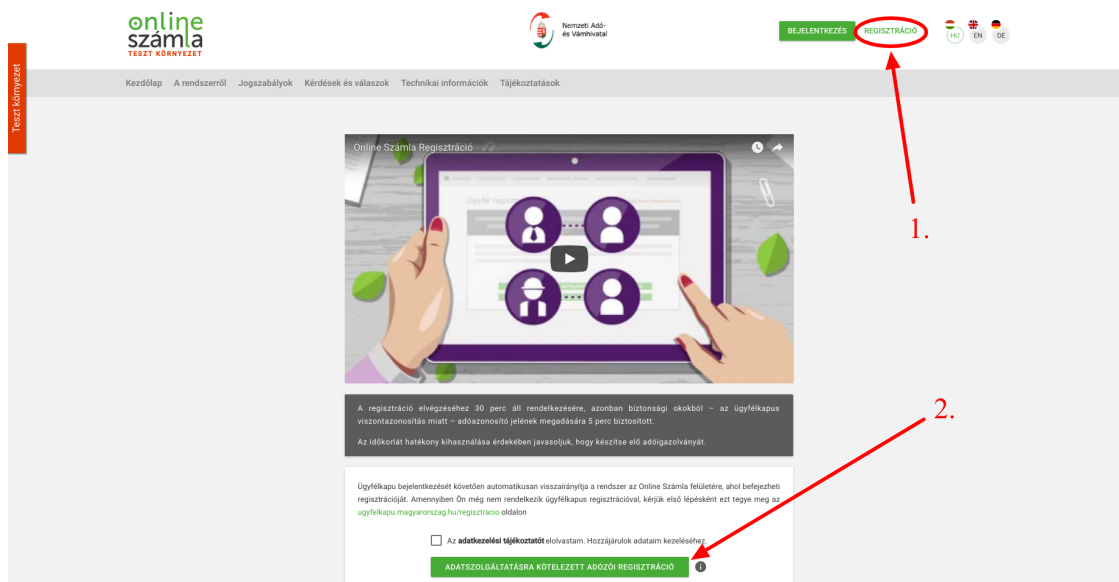 online
számla
TESZT KÖRNYEZET
Nemzeti Adó-
és Vámhivatal
BEJELENTKEZÉS
REGISZTRÁCIÓ
HU
EN
DE
Teszt környezet
Kezdőlap
A rendszerről
Jogszabályok
Kérdések és válaszok
Technikai információk
Tájékoztatások
Online Számla Regisztráció
1.
2.
A regisztráció elvégzéséhez 30 perc áll rendelkezésére, azonban biztonsági okokból – az ügyfélkapus
viszontazonosítás miatt – adóazonosító jelének megadására 5 perc biztosított.
Az időkorlát hatékony kihasználása érdekében javasoljuk, hogy készítse elő adóigazolványát.
Ügyfélkapu bejelentkezését követően automatikusan visszairányítja a rendszer az Online Számla felületére, ahol befejezheti
regisztrációját. Amennyiben Ön még nem rendelkezik ügyfélkapus regisztrációval, kérjük első lépésként ezt tegye meg az
ugyfelkapu.magyarorszag.hu/regisztracio oldalon
Az adatkezelési tájékoztatót elolvastam. Hozzájárulok adataim kezeléséhez.
ADATSZOLGÁLTATÁSRA KÖTELEZETT ADÓZÓI REGISZTRÁCIÓ